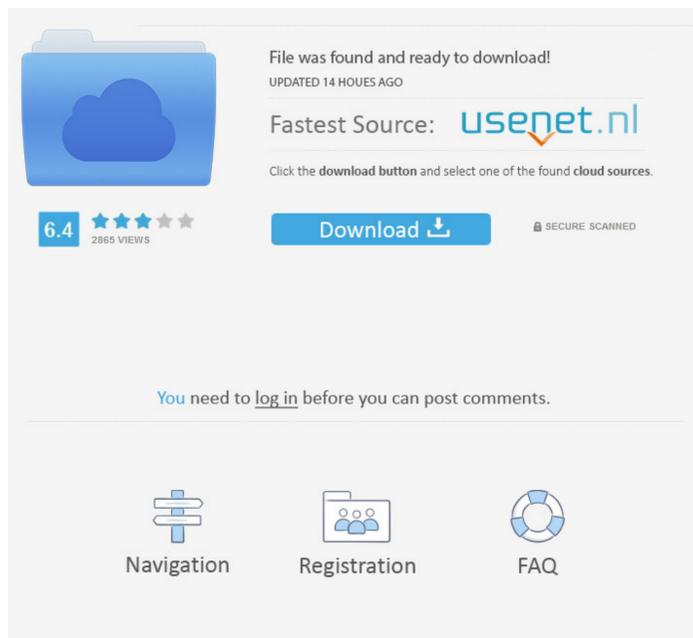 File was found and ready to download!
UPDATED 14 HOUES AGO
Fastest Source: usenet.nl
Click the download button and select one of the found cloud sources.
6.4
2865 VIEWS
Download
SECURE SCANNED
You need to log in before you can post comments.
Navigation
Registration
FAQ